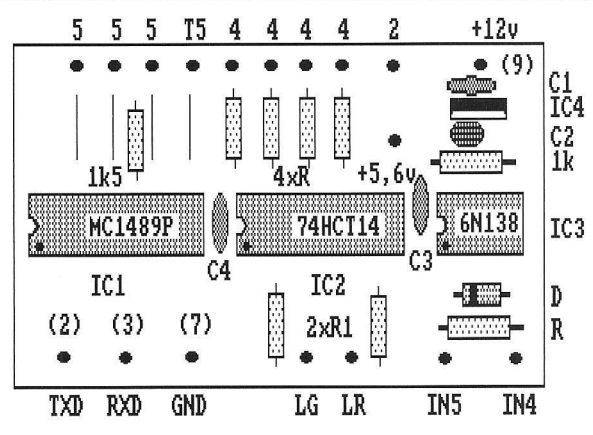 5 5 5 T5 4 4 4 4 2 +12v
(9)
C1
IC4
C2
1k5 4xR +5,6v 1k
MC1489P 74HCT14 6N138 IC3
C4 C3
IC1 IC2 D
(2) (3) (7) 2xR1 R
TXD RXD GND LG LR IN5 IN4